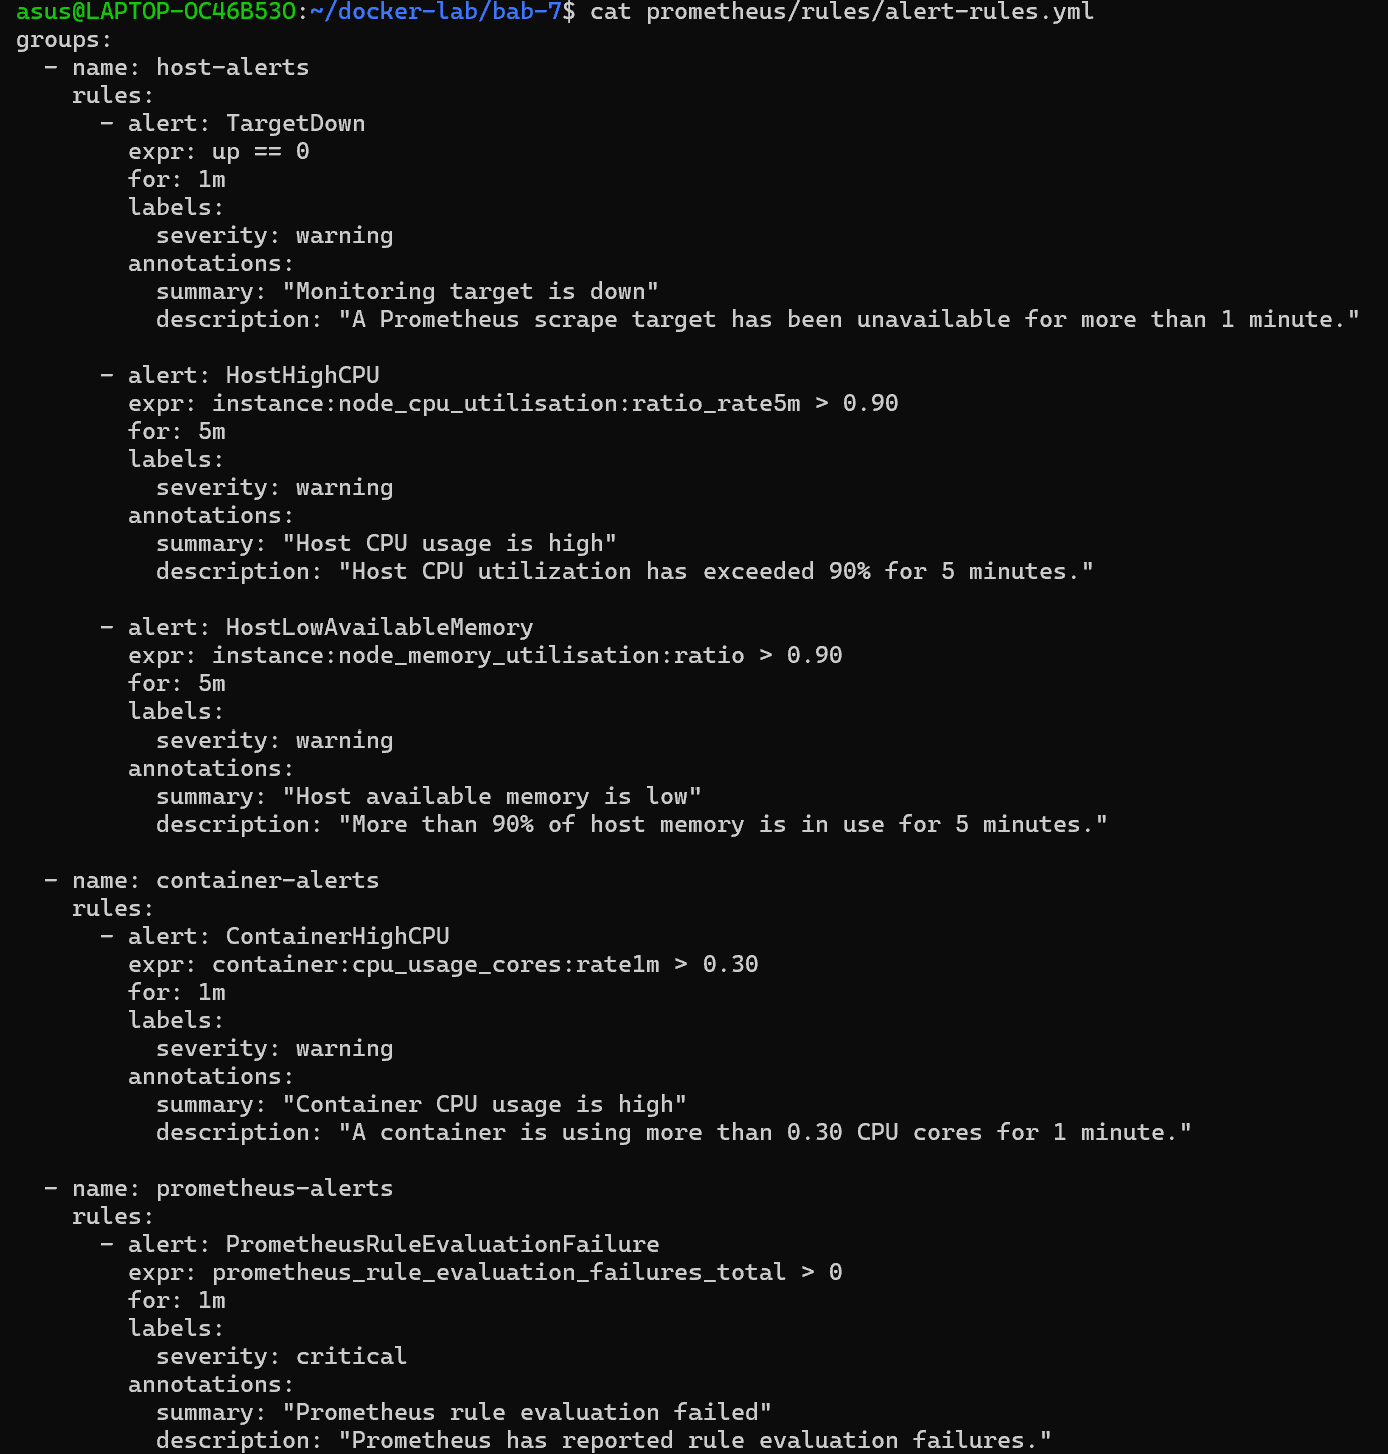 asus@LAPTOP-OC46B53O:~/docker-lab/bab-7$ cat prometheus/rules/alert-rules.yml
groups:
  - name: host-alerts
    rules:
      - alert: TargetDown
        expr: up == 0
        for: 1m
        labels:
          severity: warning
        annotations:
          summary: "Monitoring target is down"
          description: "A Prometheus scrape target has been unavailable for more than 1 minute."

      - alert: HostHighCPU
        expr: instance:node_cpu_utilisation:ratio_rate5m > 0.90
        for: 5m
        labels:
          severity: warning
        annotations:
          summary: "Host CPU usage is high"
          description: "Host CPU utilization has exceeded 90% for 5 minutes."

      - alert: HostLowAvailableMemory
        expr: instance:node_memory_utilisation:ratio > 0.90
        for: 5m
        labels:
          severity: warning
        annotations:
          summary: "Host available memory is low"
          description: "More than 90% of host memory is in use for 5 minutes."

  - name: container-alerts
    rules:
      - alert: ContainerHighCPU
        expr: container:cpu_usage_cores:rate1m > 0.30
        for: 1m
        labels:
          severity: warning
        annotations:
          summary: "Container CPU usage is high"
          description: "A container is using more than 0.30 CPU cores for 1 minute."

  - name: prometheus-alerts
    rules:
      - alert: PrometheusRuleEvaluationFailure
        expr: prometheus_rule_evaluation_failures_total > 0
        for: 1m
        labels:
          severity: critical
        annotations:
          summary: "Prometheus rule evaluation failed"
          description: "Prometheus has reported rule evaluation failures."